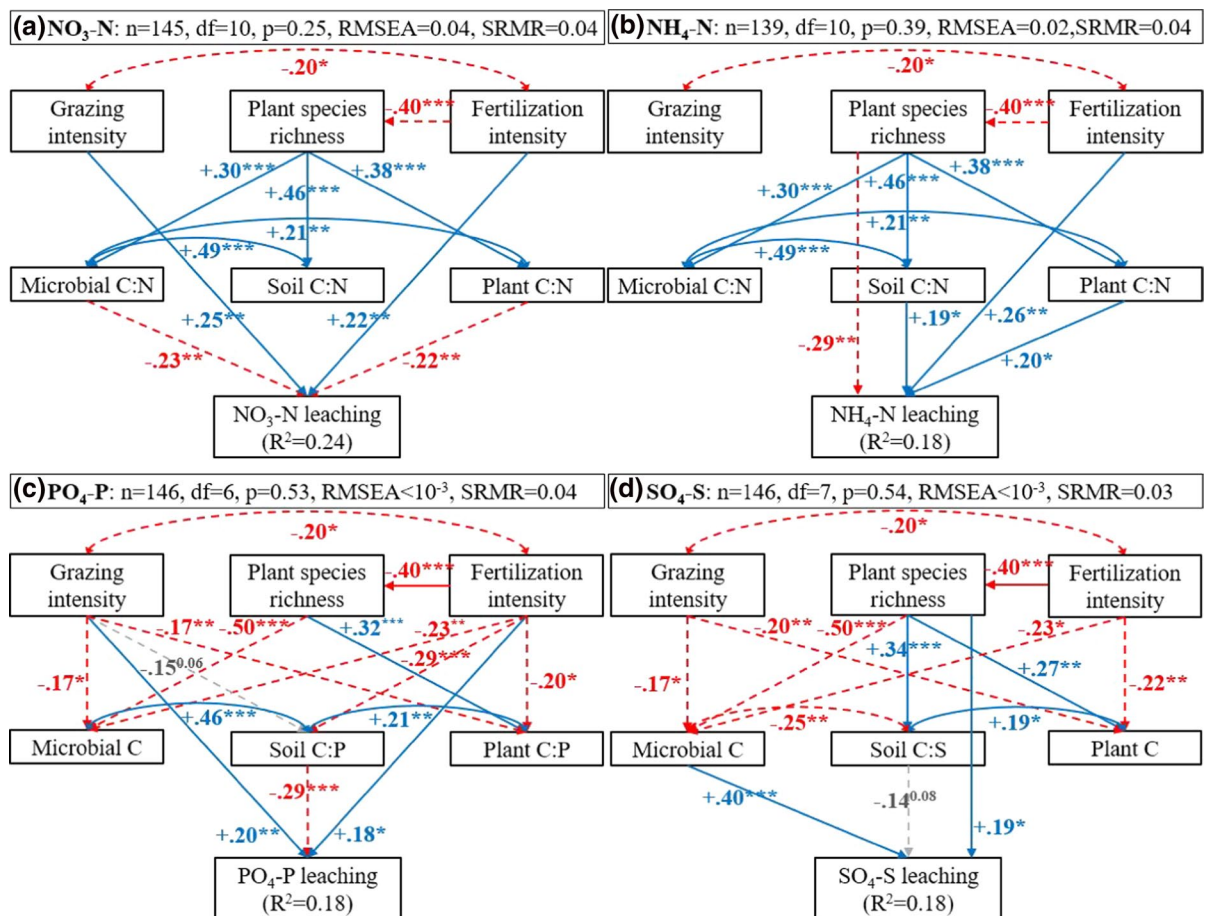 (a) NO₃-N: n=145, df=10, p=0.25, RMSEA=0.04, SRMR=0.04
-.20*
Grazing
intensity
Plant species
richness
-.40***
Fertilization
intensity
+.30***
+.46***
+.38***
+.21**
+.49***
Microbial C:N
Soil C:N
Plant C:N
+.25**
+.22**
-.23**
-.22**
NO₃-N leaching
(R²=0.24)
(b) NH₄-N: n=139, df=10, p=0.39, RMSEA=0.02,SRMR=0.04
-.20*
Grazing
intensity
Plant species
richness
-.40***
Fertilization
intensity
+.30***
+.46***
+.38***
+.21**
+.49***
Microbial C:N
Soil C:N
Plant C:N
+.19*
+.26**
-.29**
+.20*
NH₄-N leaching
(R²=0.18)
(c) PO₄-P: n=146, df=6, p=0.53, RMSEA<10⁻³, SRMR=0.04
-.20*
Grazing
intensity
Plant species
richness
-.40***
Fertilization
intensity
-.17**
-.50***
+.32***
-.23**
-.15⁰·⁰⁶
-.29***
-.17*
-.20*
+.46***
+.21**
Microbial C
Soil C:P
Plant C:P
-.29***
+.20**
+.18*
PO₄-P leaching
(R²=0.18)
(d) SO₄-S: n=146, df=7, p=0.54, RMSEA<10⁻³, SRMR=0.03
-.20*
Grazing
intensity
Plant species
richness
-.40***
Fertilization
intensity
-.20**
-.50***
-.23*
+.34***
+.27**
-.17*
-.22**
-.25**
+.19*
Microbial C
Soil C:S
Plant C
+.40***
-.14⁰·⁰⁸
+.19*
SO₄-S leaching
(R²=0.18)